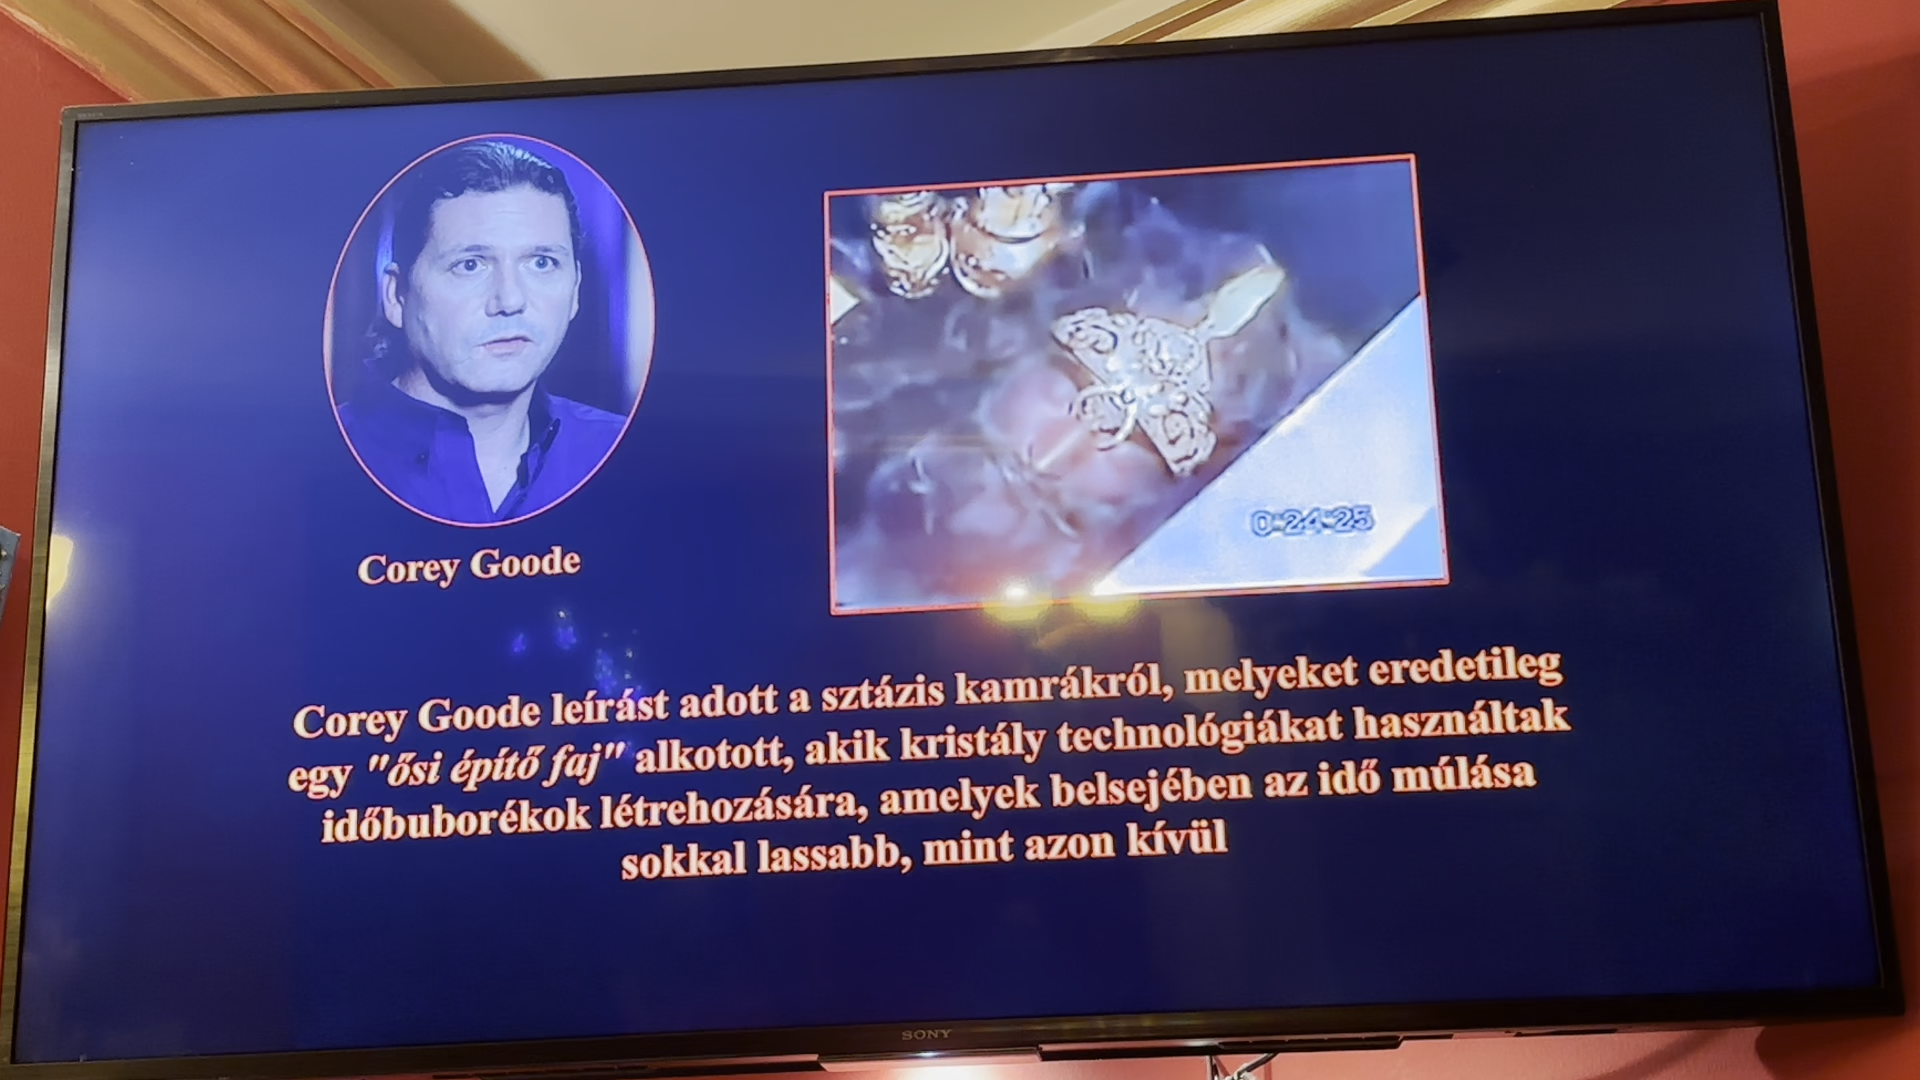 Corey Goode
0:24:25
Corey Goode leírást adott a sztázis kamrákról, melyeket eredetileg
egy "ősi építő faj" alkotott, akik kristály technológiákat használtak
időbuborékok létrehozására, amelyek belsejében az idő múlása
sokkal lassabb, mint azon kívül
SONY